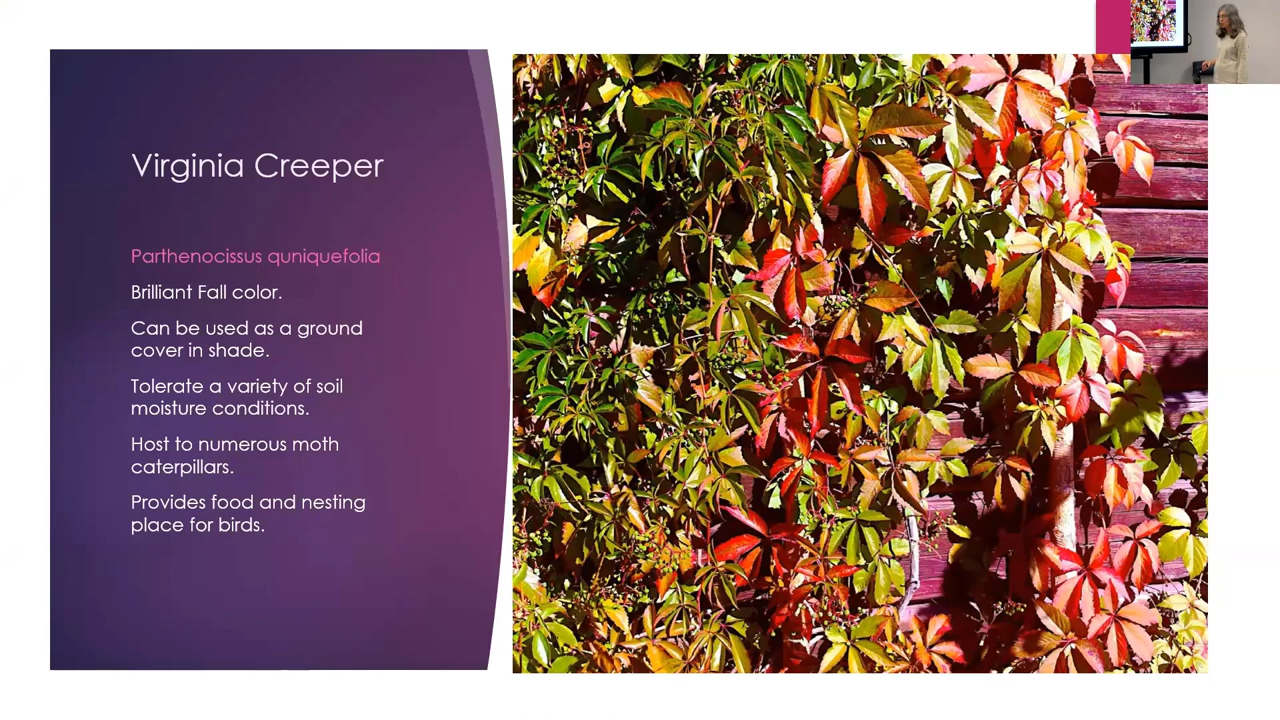 Virginia Creeper
Parthenocissus quniquefolia
Brilliant Fall color.
Can be used as a ground
cover in shade.
Tolerate a variety of soil
moisture conditions.
Host to numerous moth
caterpillars.
Provides food and nesting
place for birds.